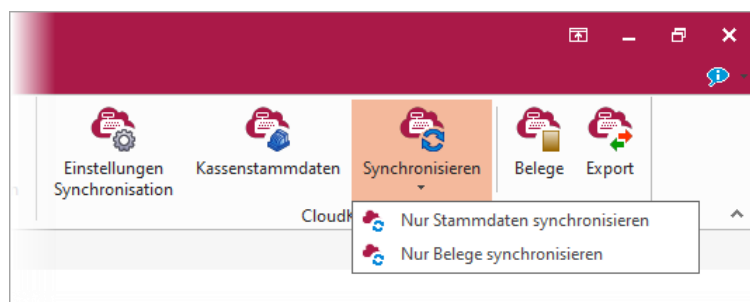 Einstellungen
Synchronisation
Kassenstammdaten
Synchronisieren
Belege
Export
Nur Stammdaten synchronisieren
Nur Belege synchronisieren